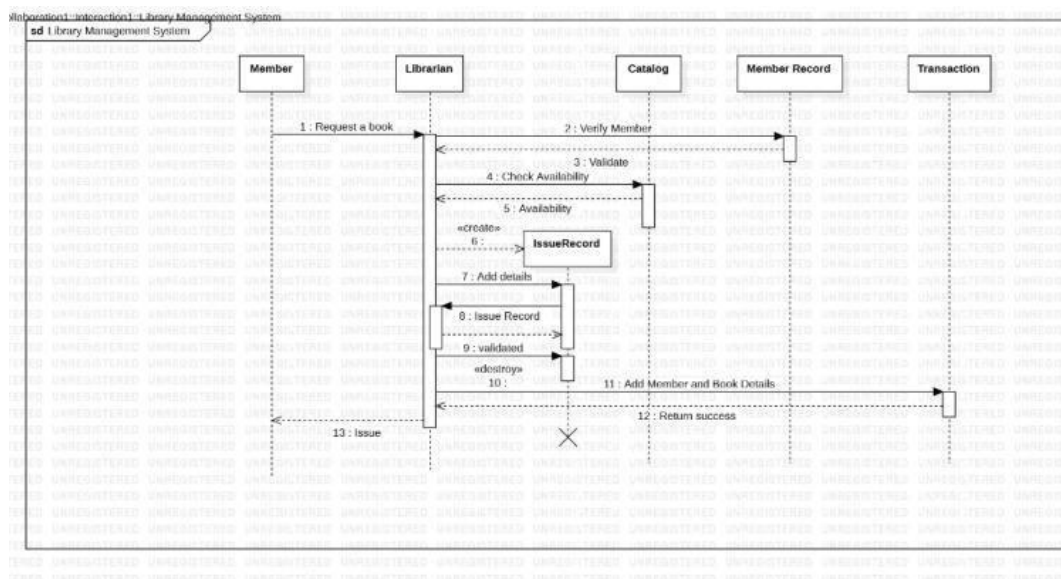 Interaction1::Library Management System
sd Library Management System
Member
Librarian
Catalog
Member Record
Transaction
1 : Request a book
2 : Verify Member
3 : Validate
4 : Check Availability
5 : Availability
«create»
6 :
IssueRecord
7 : Add details
8 : Issue Record
9 : validated
«destroy»
10 :
11 : Add Member and Book Details
12 : Return success
13 : Issue
UNREGISTERED